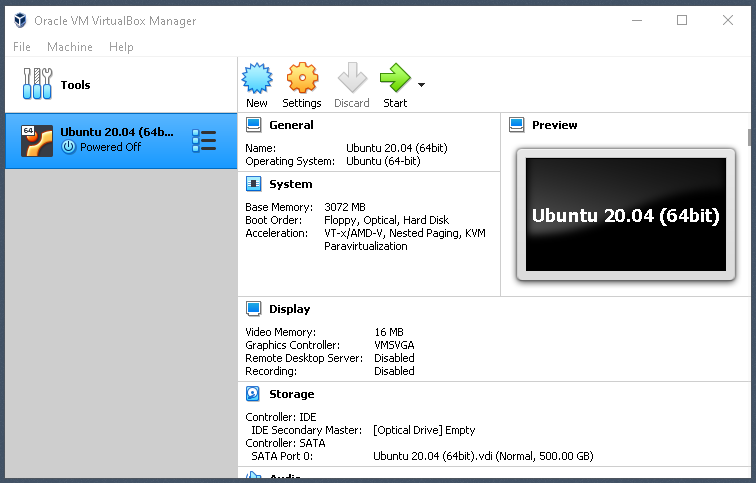 Oracle VM VirtualBox Manager
File Machine Help
Tools
New
Settings
Discard
Start
64
Ubuntu 20.04 (64b...
Powered Off
General
Name: Ubuntu 20.04 (64bit)
Operating System: Ubuntu (64-bit)
Preview
Ubuntu 20.04 (64bit)
System
Base Memory: 3072 MB
Boot Order: Floppy, Optical, Hard Disk
Acceleration: VT-x/AMD-V, Nested Paging, KVM
Paravirtualization
Display
Video Memory: 16 MB
Graphics Controller: VMSVGA
Remote Desktop Server: Disabled
Recording: Disabled
Storage
Controller: IDE
IDE Secondary Master: [Optical Drive] Empty
Controller: SATA
SATA Port 0: Ubuntu 20.04 (64bit).vdi (Normal, 500.00 GB)
Audio